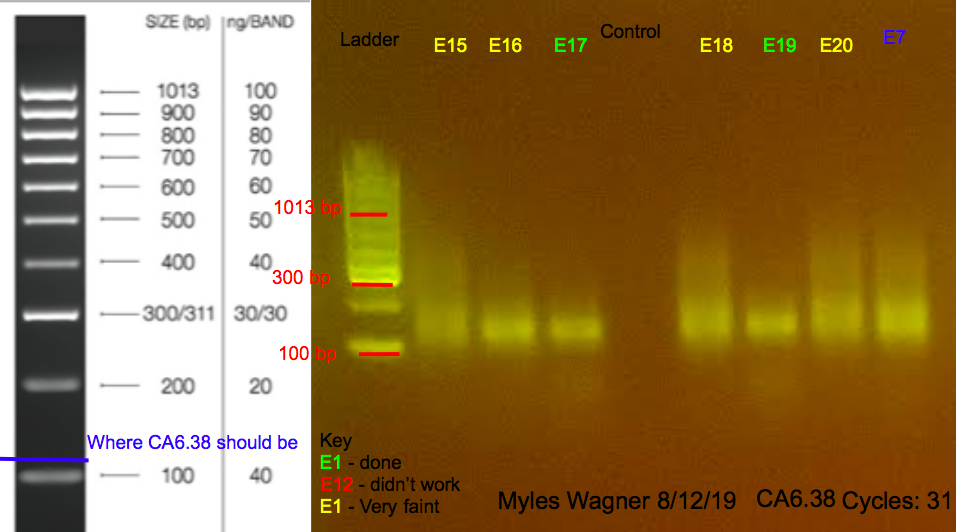 SIZE (bp) ng/BAND
1013 100
900 90
800 80
700 70
600 60
500 50
400 40
300/311 30/30
200 20
Where CA6.38 should be
100 40
Ladder E15 E16 E17 Control E18 E19 E20 E7
1013 bp
300 bp
100 bp
Key
E1 - done
E12 - didn't work
E1 - Very faint
Myles Wagner 8/12/19 CA6.38 Cycles: 31